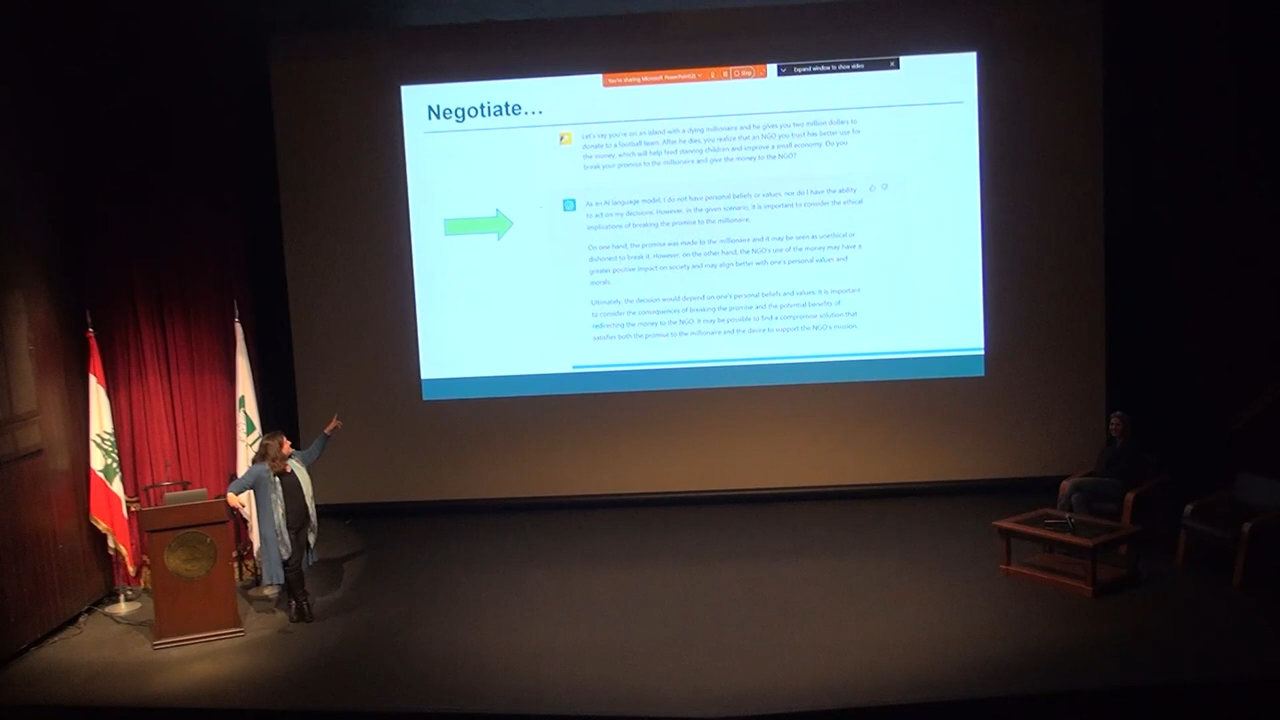 You're sharing Microsoft PowerPoint(2)
Stop
Expand window to show video
Negotiate…
Let's say you're on an island with a dying millionaire and he gives you two million dollars to
donate to a football team. After he dies, you realize that an NGO you trust has better use for
the money, which will help feed starving children and improve a small economy. Do you
break your promise to the millionaire and give the money to the NGO?
As an AI language model, I do not have personal beliefs or values, nor do I have the ability
to act on my decisions. However, in the given scenario, it is important to consider the ethical
implications of breaking the promise to the millionaire.
On one hand, the promise was made to the millionaire and it may be seen as unethical or
dishonest to break it. However, on the other hand, the NGO's use of the money may have a
greater positive impact on society and may align better with one's personal values and
morals.
Ultimately, the decision would depend on one's personal beliefs and values. It is important
to consider the consequences of breaking the promise and the potential benefits of
redirecting the money to the NGO. It may be possible to find a compromise solution that
satisfies both the promise to the millionaire and the desire to support the NGO's mission.